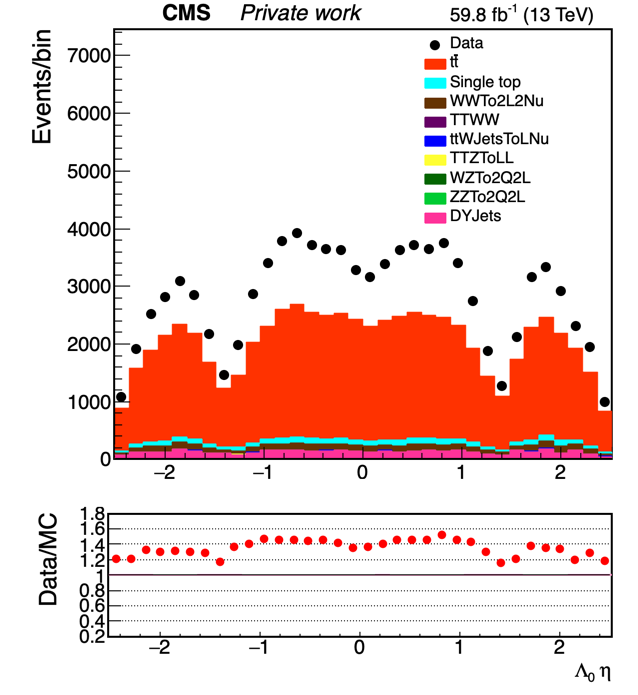 CMS Private work 59.8 fb⁻¹ (13 TeV)
Events/bin
7000
6000
5000
4000
3000
2000
1000
0
Data
tt̄
Single top
WWTo2L2Nu
TTWW
ttWJetsToLNu
TTZToLL
WZTo2Q2L
ZZTo2Q2L
DYJets
−2 −1 0 1 2
Data/MC
1.8
1.6
1.4
1.2
1
0.8
0.6
0.4
0.2
−2 −1 0 1 2
Λ₀ η